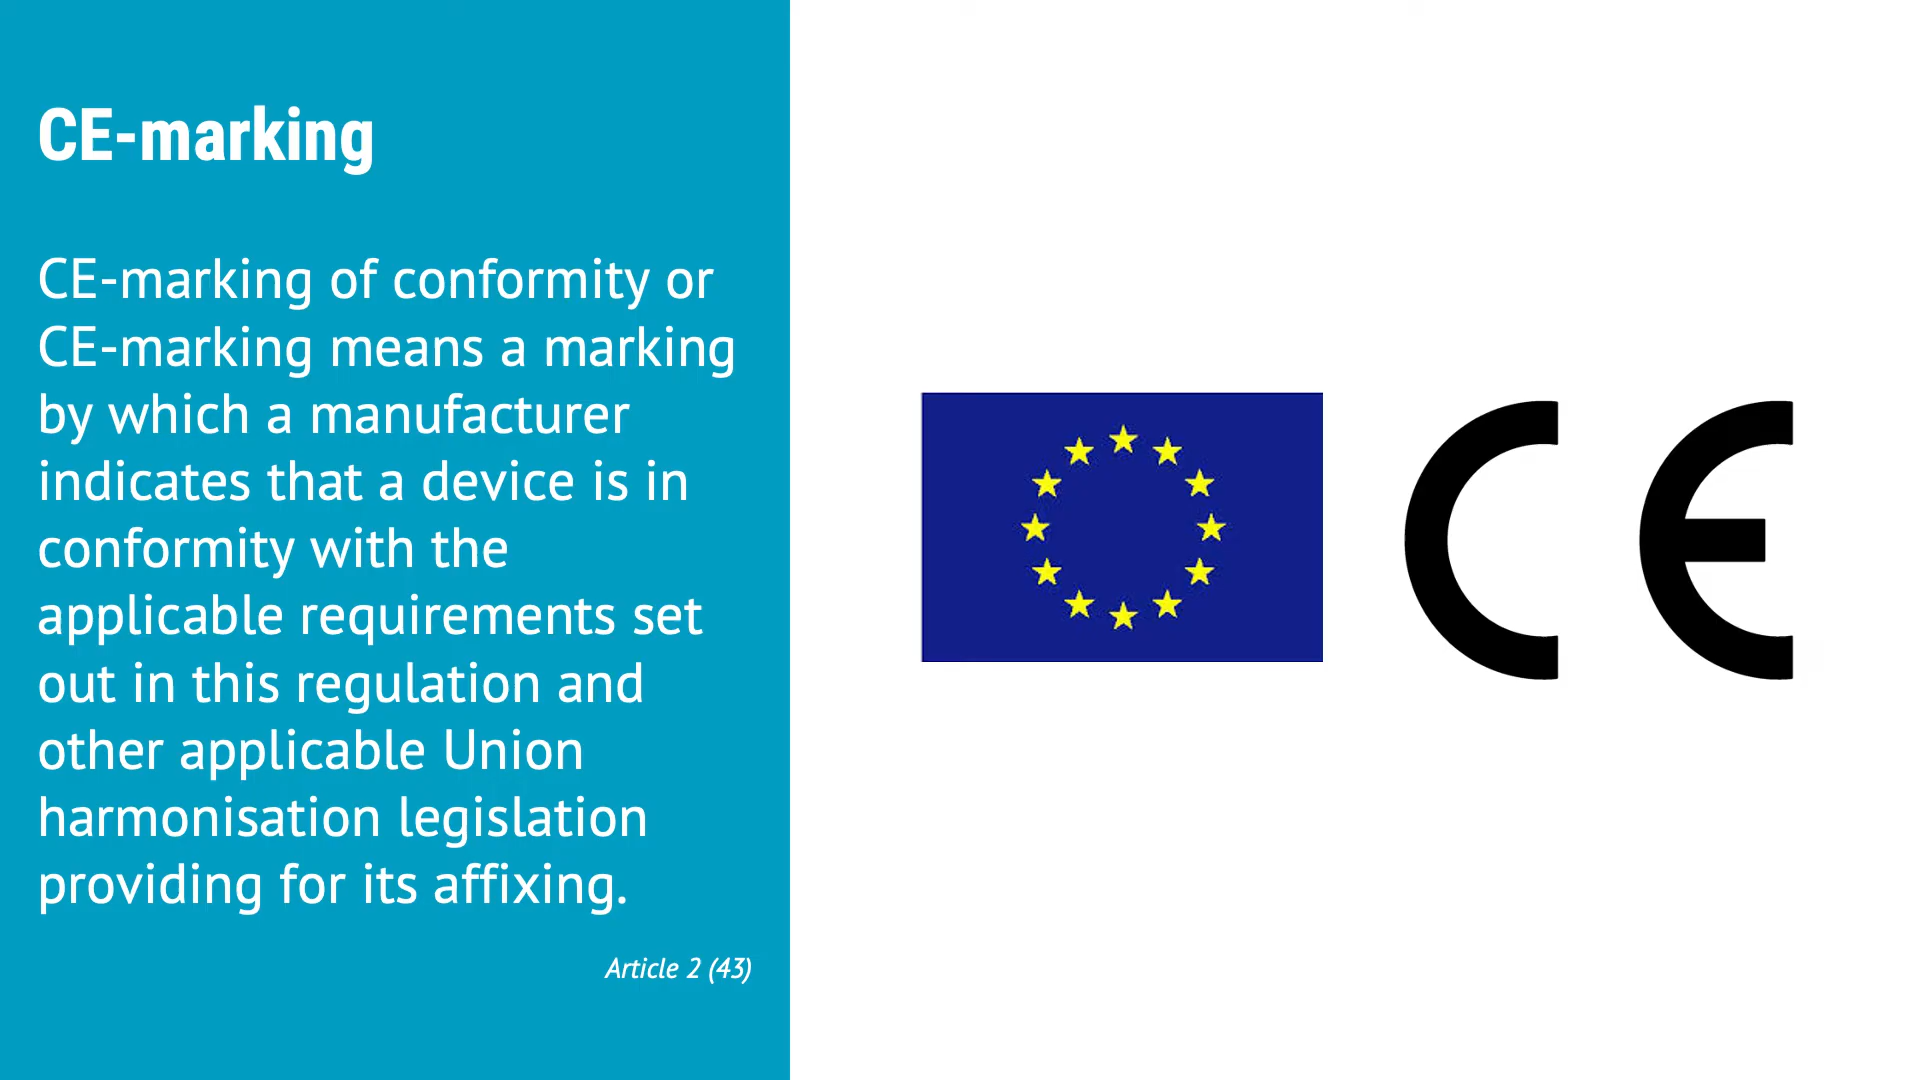 CE-marking
CE-marking of conformity or
CE-marking means a marking
by which a manufacturer
indicates that a device is in
conformity with the
applicable requirements set
out in this regulation and
other applicable Union
harmonisation legislation
providing for its affixing.
Article 2 (43)
CE